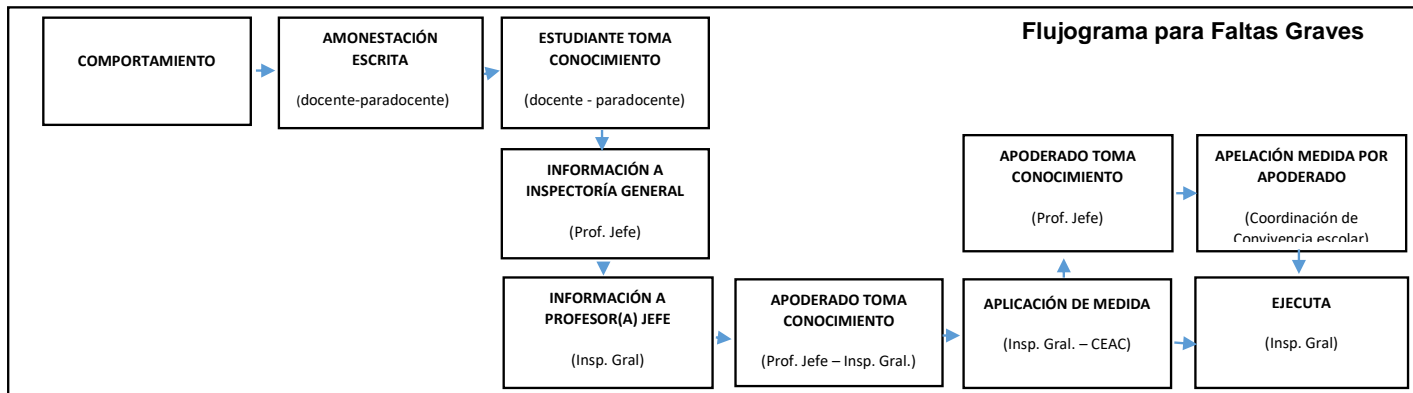 Flujograma para Faltas Graves
COMPORTAMIENTO
AMONESTACIÓN
ESCRITA
(docente-paradocente)
ESTUDIANTE TOMA
CONOCIMIENTO
(docente - paradocente)
INFORMACIÓN A
INSPECTORÍA GENERAL
(Prof. Jefe)
INFORMACIÓN A
PROFESOR(A) JEFE
(Insp. Gral)
APODERADO TOMA
CONOCIMIENTO
(Prof. Jefe – Insp. Gral.)
APLICACIÓN DE MEDIDA
(Insp. Gral. – CEAC)
APODERADO TOMA
CONOCIMIENTO
(Prof. Jefe)
APELACIÓN MEDIDA POR
APODERADO
(Coordinación de
Convivencia escolar)
EJECUTA
(Insp. Gral)